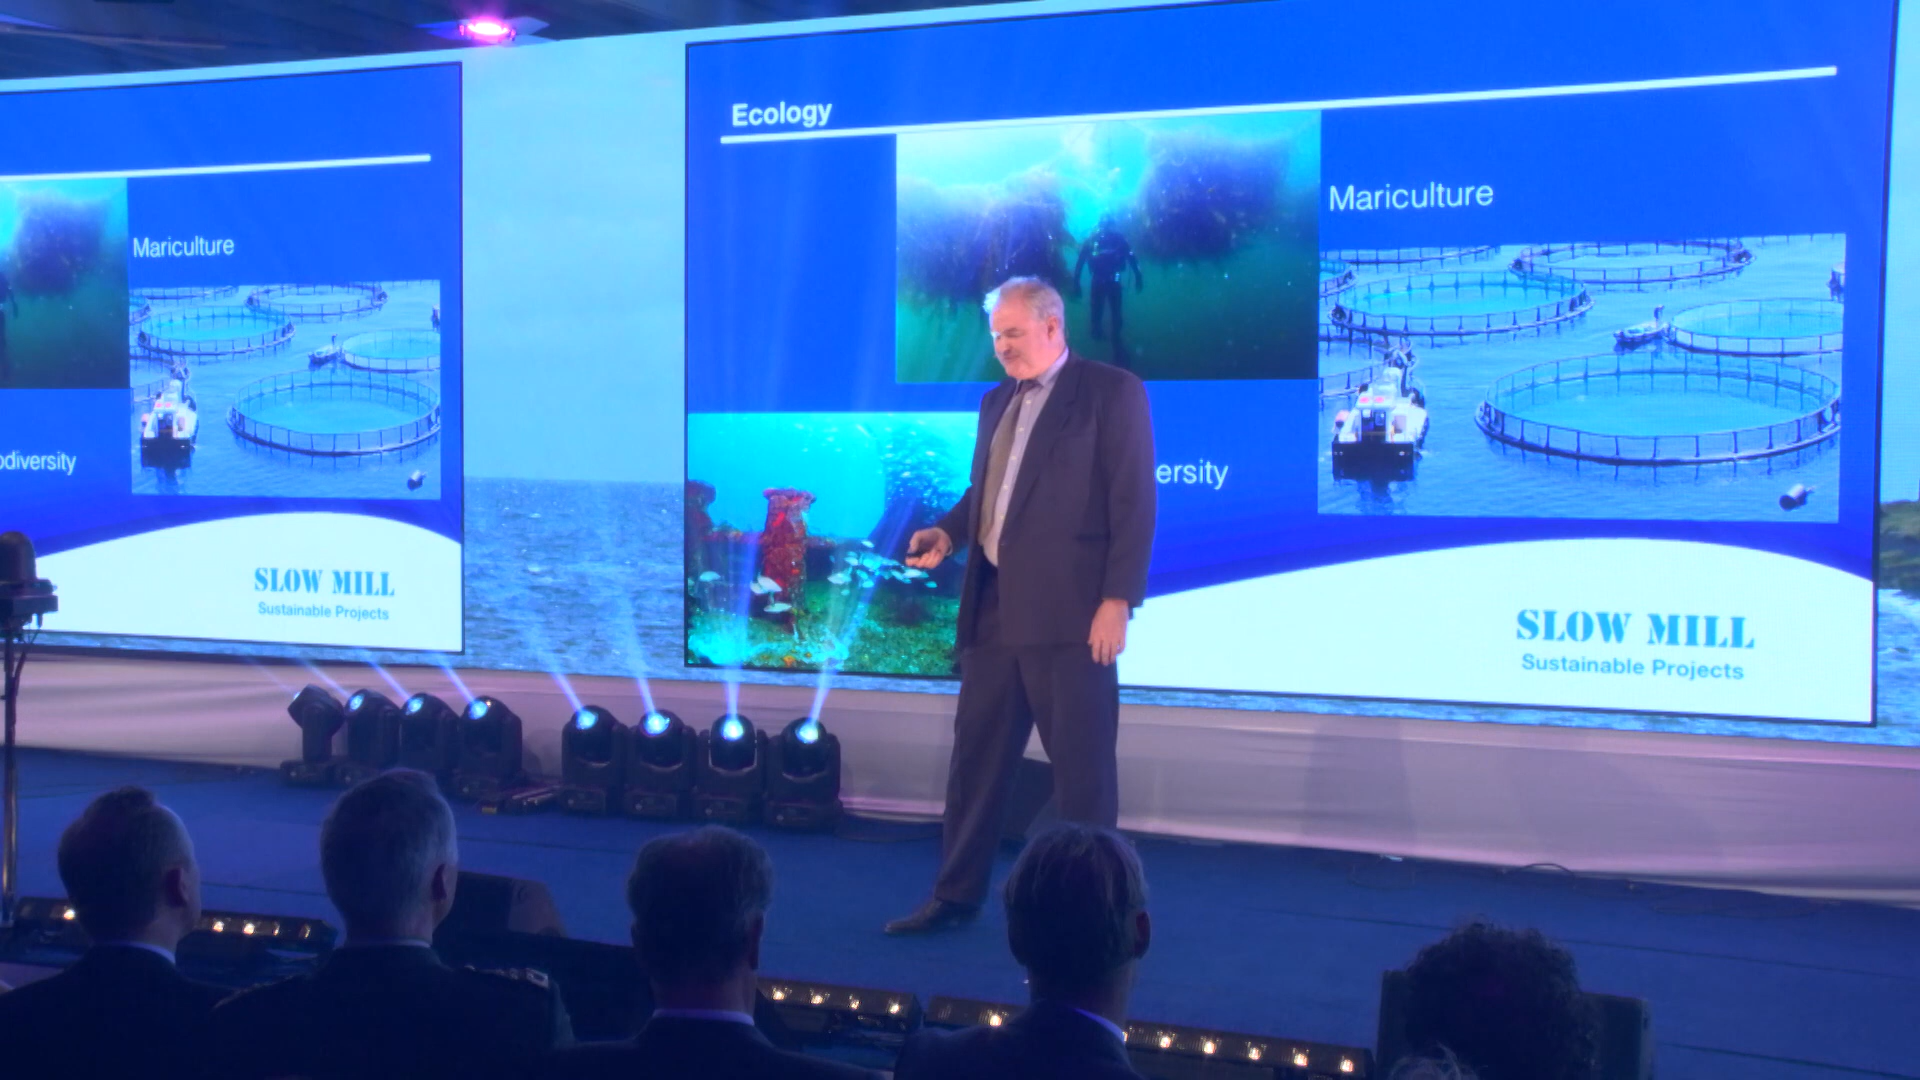 Mariculture
odiversity
SLOW MILL
Sustainable Projects
Ecology
Mariculture
ersity
SLOW MILL
Sustainable Projects